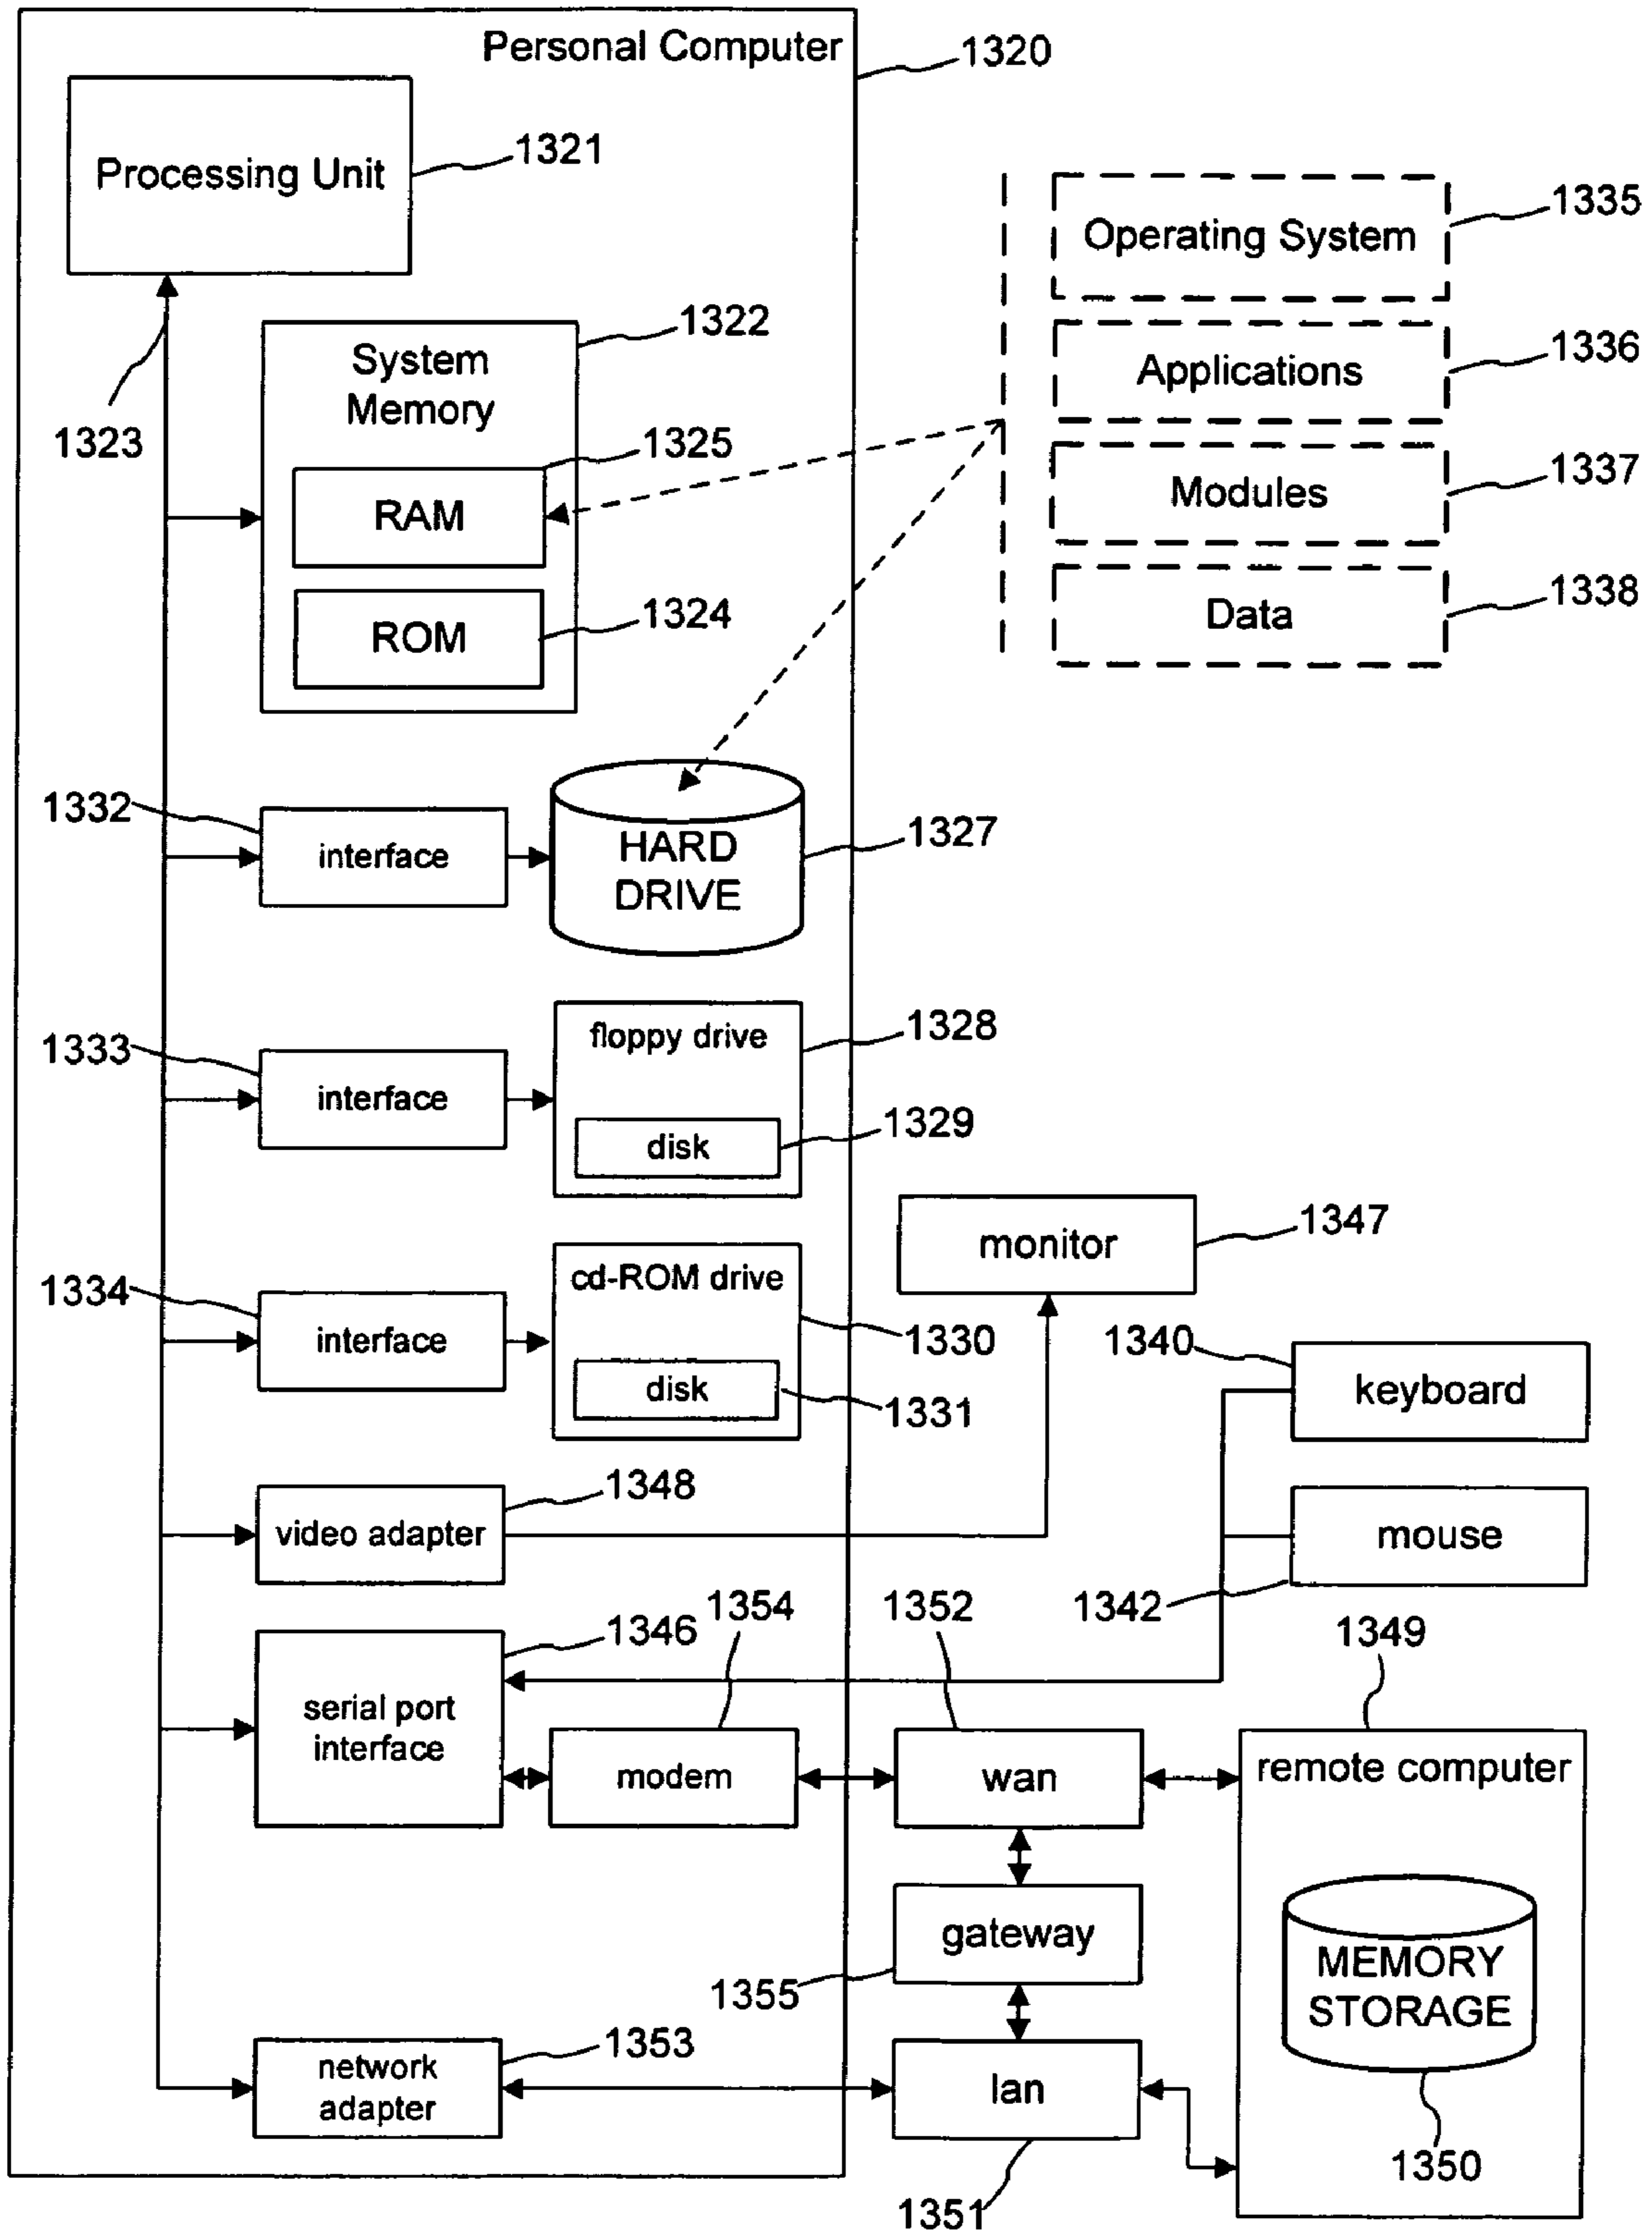 Personal Computer
1320
Processing Unit
1321
1335
Operating System
1322
1336
System
Memory
Applications
1323
1325
1337
RAM
Modules
1324
1338
ROM
Data
1332
interface
HARD
DRIVE
1327
1333
interface
floppy drive
1328
disk
1329
monitor
1347
1334
interface
cd-ROM drive
1330
disk
1331
1340
keyboard
1348
video adapter
mouse
1342
1354
1352
1346
1349
serial port
interface
modem
wan
remote computer
gateway
1355
MEMORY
STORAGE
1353
network
adapter
lan
1350
1351